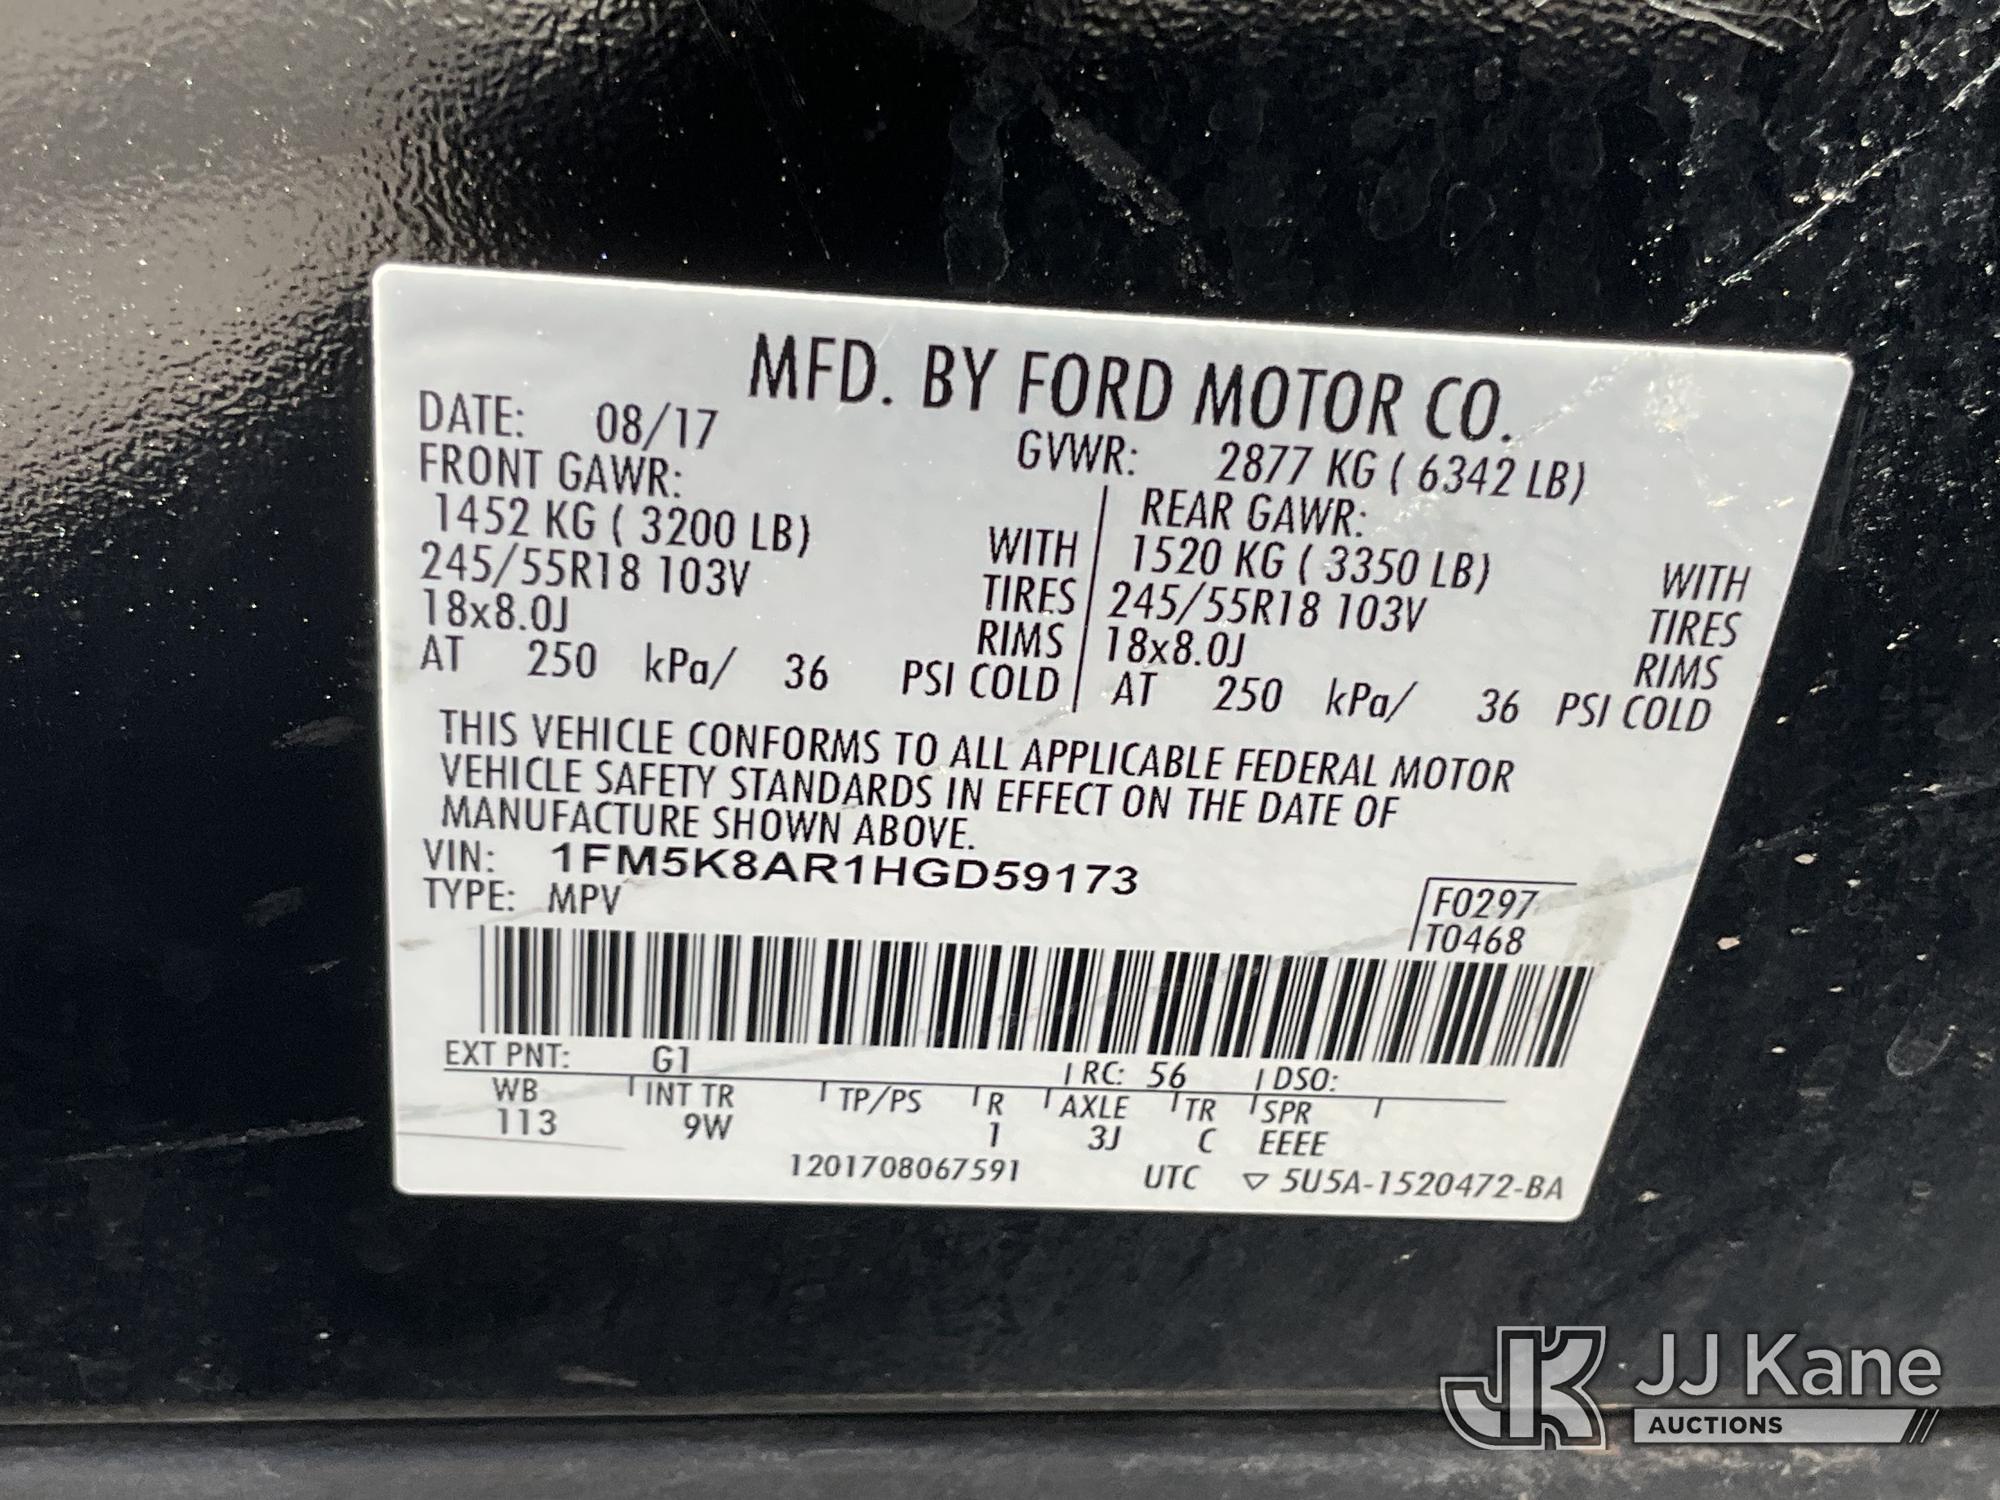 MFD. BY FORD MOTOR CO.
DATE: 08/17 GVWR: 2877 KG ( 6342 LB)
FRONT GAWR: REAR GAWR:
1452 KG ( 3200 LB) WITH 1520 KG ( 3350 LB) WITH
245/55R18 103V TIRES 245/55R18 103V TIRES
18x8.0J RIMS 18x8.0J RIMS
AT 250 kPa/ 36 PSI COLD AT 250 kPa/ 36 PSI COLD
THIS VEHICLE CONFORMS TO ALL APPLICABLE FEDERAL MOTOR
VEHICLE SAFETY STANDARDS IN EFFECT ON THE DATE OF
MANUFACTURE SHOWN ABOVE.
VIN: 1FM5K8AR1HGD59173
TYPE: MPV F0297
T0468
EXT PNT: G1 RC: 56 DSO:
WB INT TR TP/PS R AXLE TR SPR
113 9W 1 3J C EEEE
1201708067591 UTC ▽ 5U5A-1520472-BA
JK JJ Kane
AUCTIONS